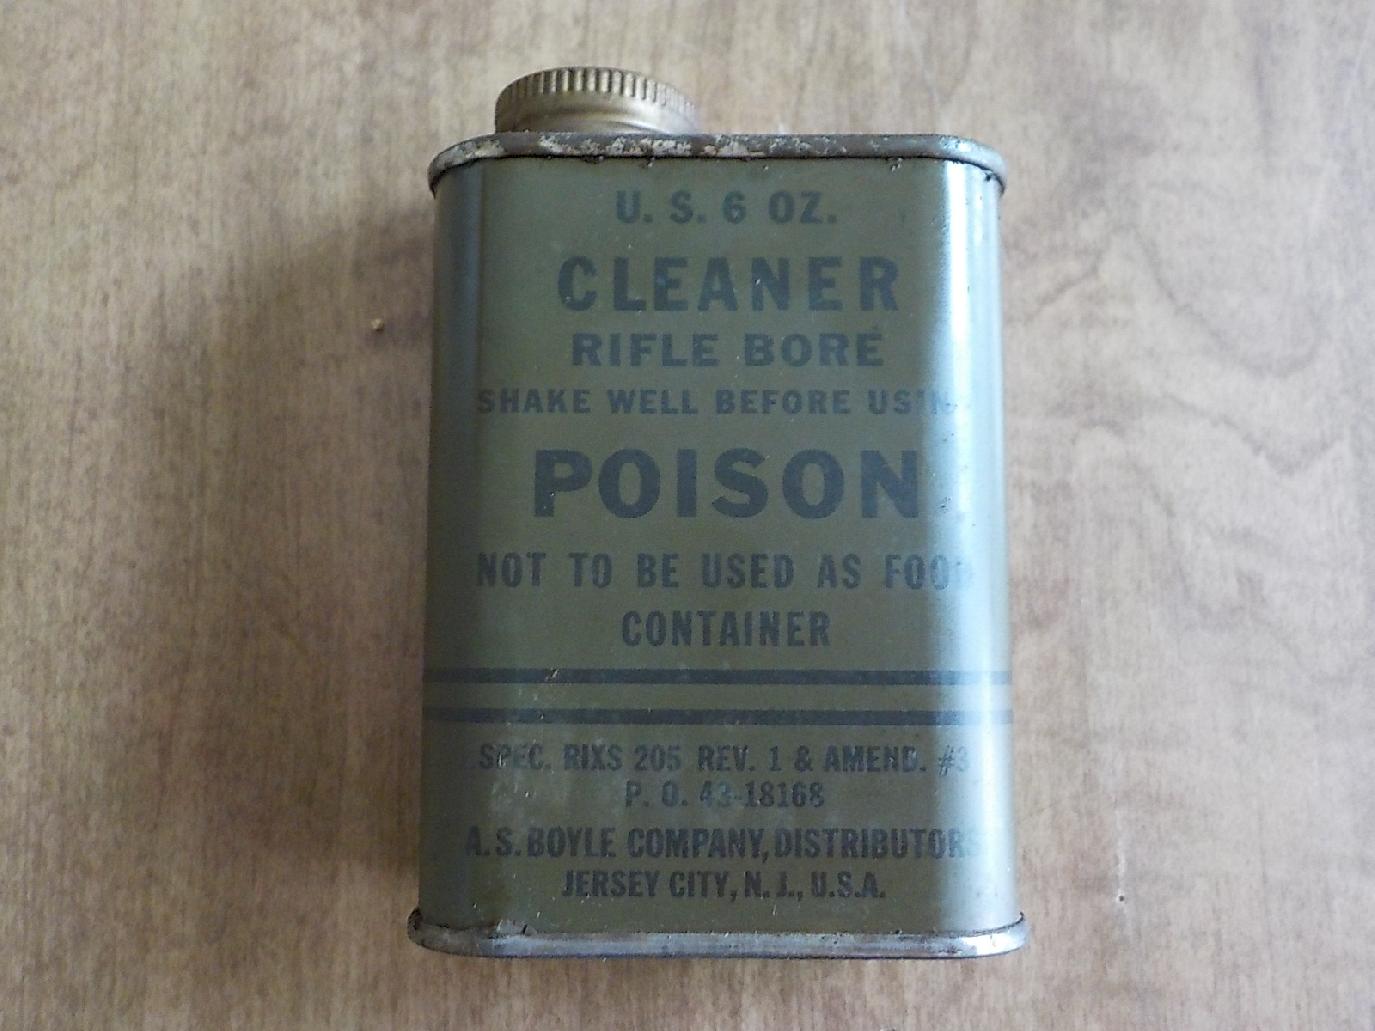 U. S. 6 OZ.
CLEANER
RIFLE BORE
SHAKE WELL BEFORE USING
POISON
NOT TO BE USED AS FOOD
CONTAINER
SPEC. RIXS 205 REV. 1 & AMEND. #3
P. O. 43-18168
A. S. BOYLE COMPANY, DISTRIBUTORS
JERSEY CITY, N. J., U.S.A.